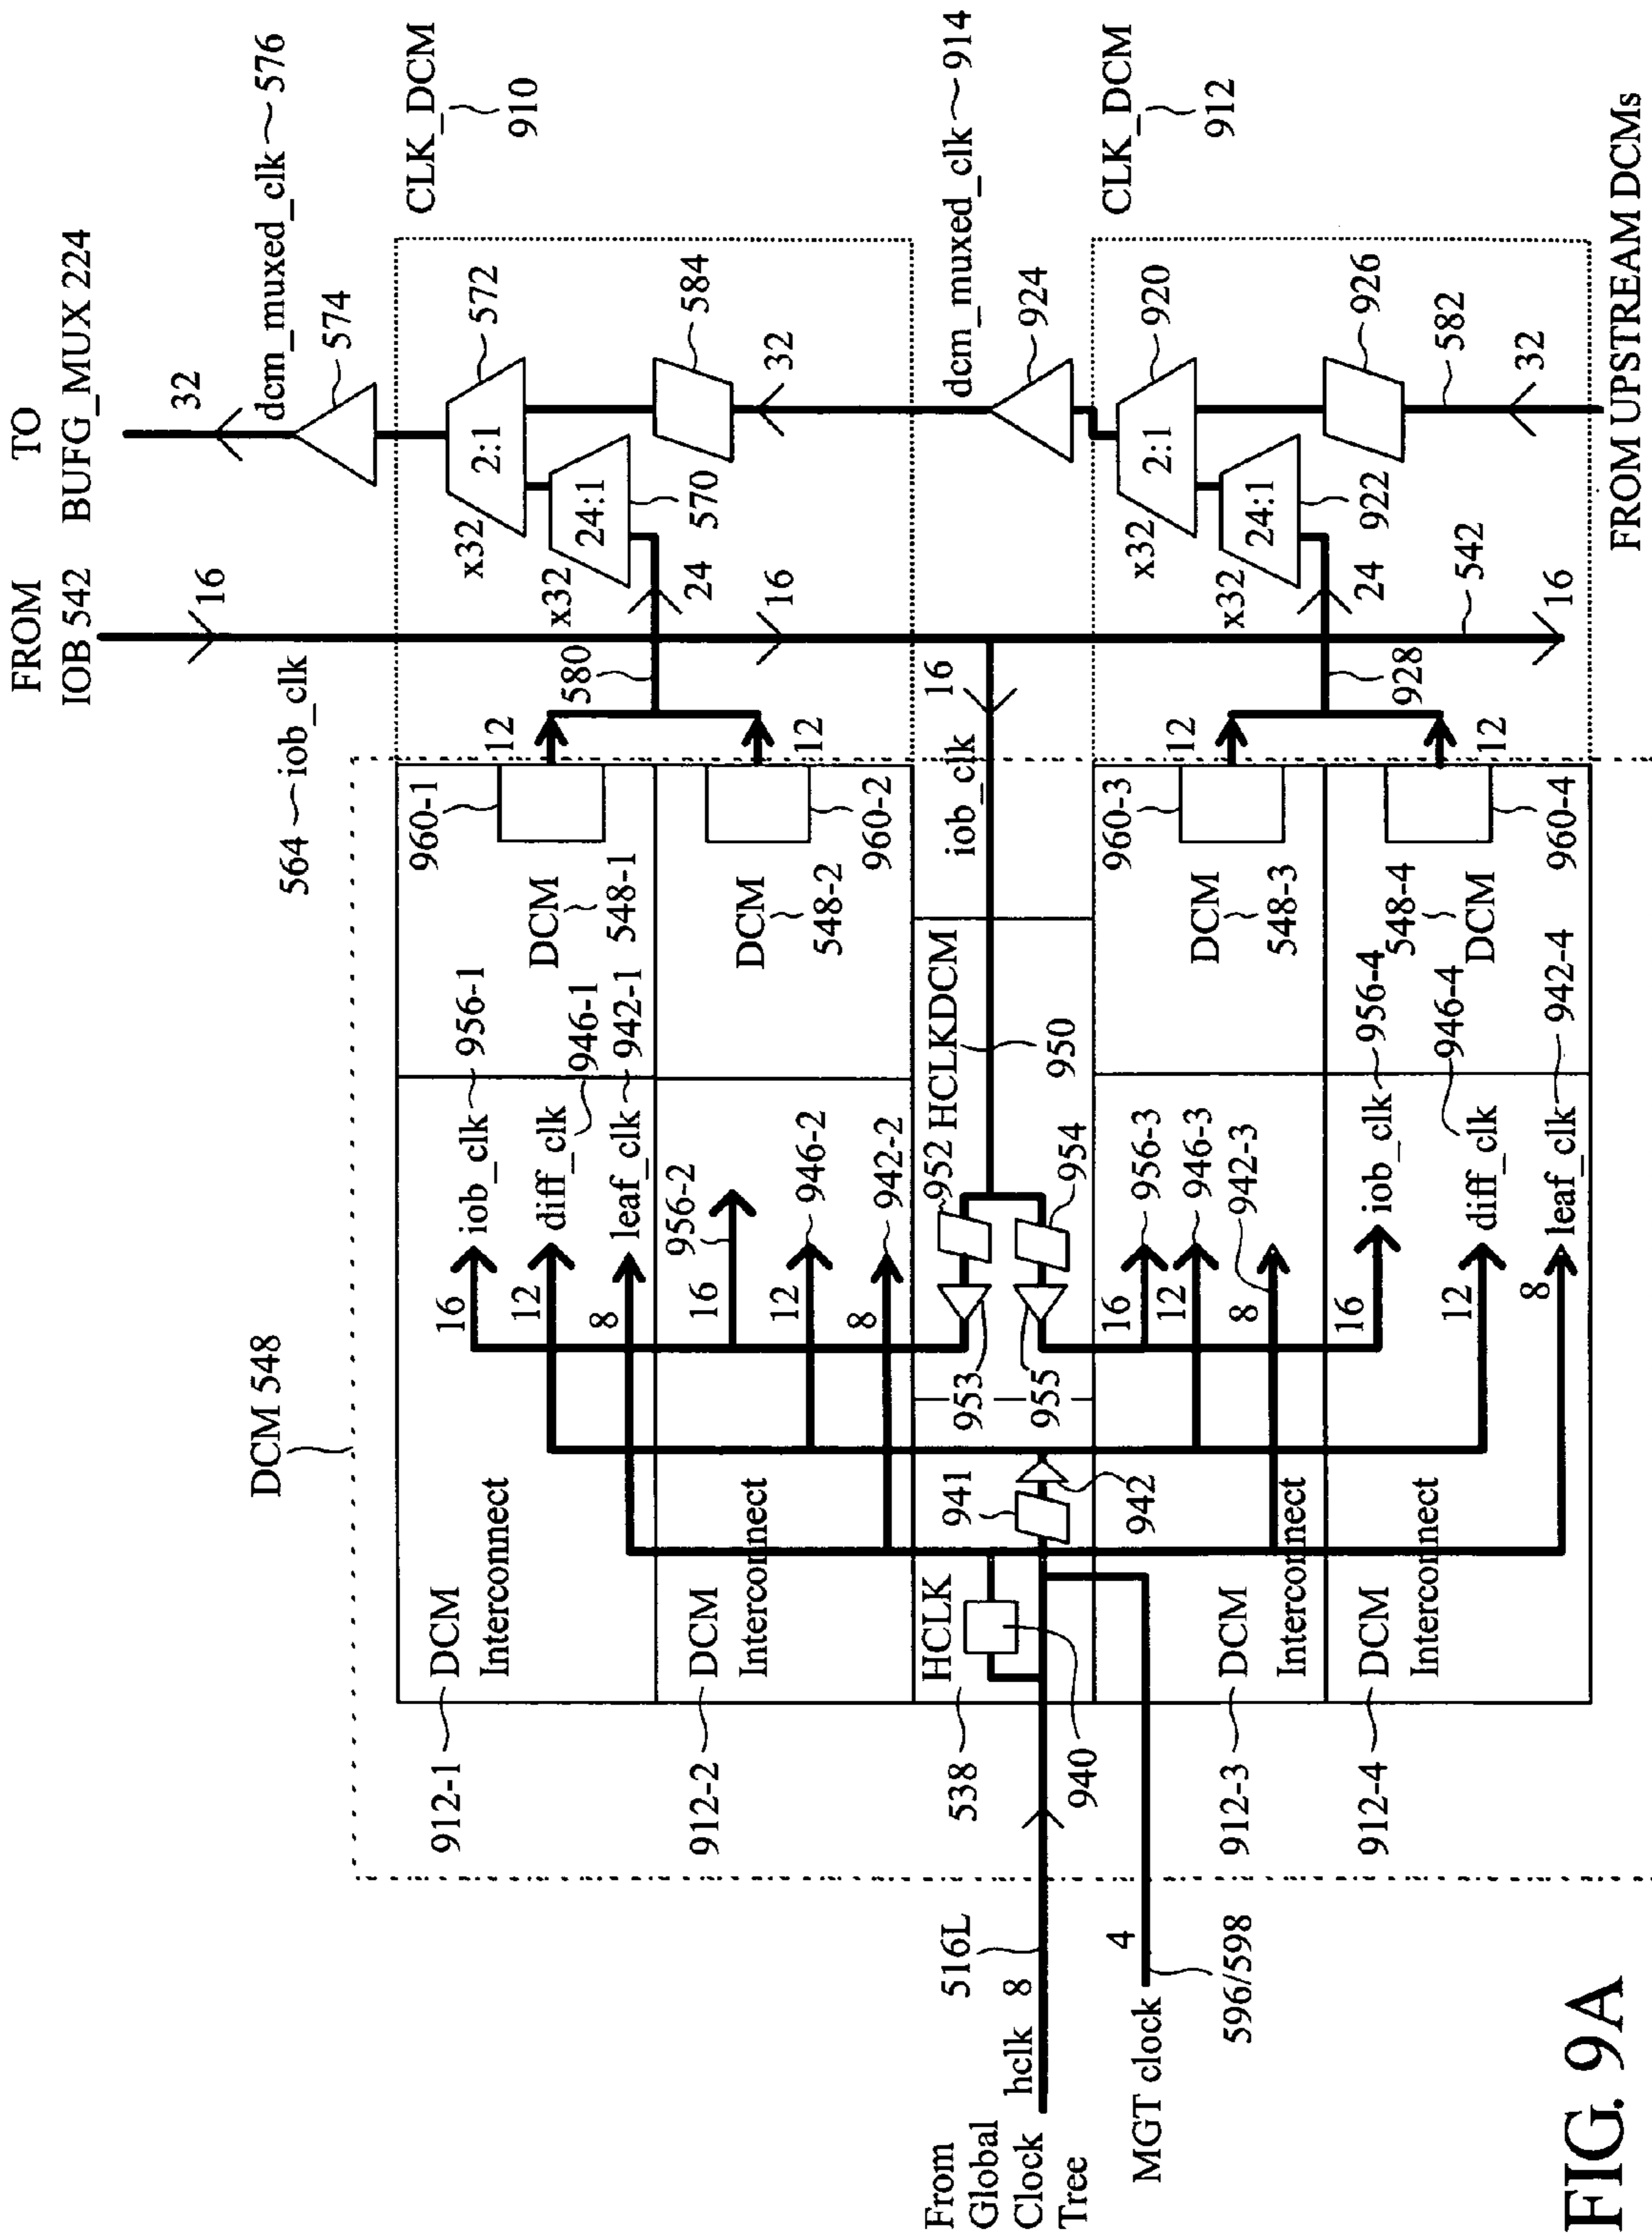 FROM
IOB 542
TO
BUFG_MUX 224
16
32
dcm_muxed_clk
576
574
564
iob_clk
DCM 548
CLK_DCM
910
572
2:1
x32
24:1
x32
570
584
32
24
16
580
12
12
960-1
DCM
548-1
960-2
DCM
548-2
956-1
946-1
942-1
iob_clk
diff_clk
leaf_clk
16
12
8
956-2
946-2
942-2
16
12
8
DCM
Interconnect
912-1
DCM
Interconnect
912-2
dcm_muxed_clk
914
924
16
iob_clk
HCLKDCM
950
952
954
953
955
941
942
HCLK
538
940
From
Global
Clock
Tree
hclk
8
516L
MGT clock
4
596/598
CLK_DCM
912
920
2:1
x32
24:1
x32
922
926
582
32
24
542
16
928
12
12
960-3
DCM
548-3
960-4
548-4
DCM
956-3
946-3
942-3
16
12
8
956-4
946-4
942-4
iob_clk
diff_clk
leaf_clk
16
12
8
DCM
Interconnect
912-3
DCM
Interconnect
912-4
FROM UPSTREAM DCMs
FIG. 9A